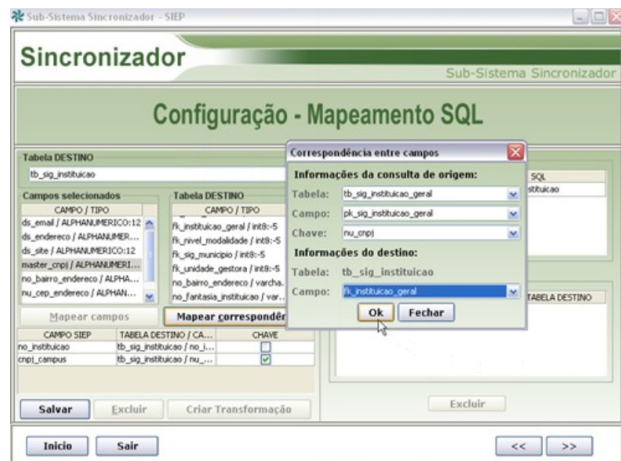 Sub-Sistema Sincronizador - SIEP
Sincronizador
Sub-Sistema Sincronizador
Configuração - Mapeamento SQL
Tabela DESTINO
tb_sig_instituicao
Campos selecionados
CAMPO / TIPO
ds_email / ALPHANUMERICO:12
ds_endereco / ALPHANUMER...
ds_site / ALPHANUMERICO:12
master_cnpj / ALPHANUMERI...
no_bairro_endereco / ALPHA...
nu_cep_endereco / ALPHAN...
Tabela DESTINO
CAMPO / TIPO
fk_instituicao_geral / int8:-5
fk_nivel_modalidade / int8:-5
fk_sig_municipio / int8:-5
fk_unidade_gestora / int8:-5
no_bairro_endereco / varcha...
no_fantasia_instituicao / var...
Mapear campos
Mapear correspondên
CAMPO SIEP
TABELA DESTINO / CA...
CHAVE
no_instituicao
tb_sig_instituicao / no_i...
cnpj_campus
tb_sig_instituicao / nu_...
Salvar
Excluir
Criar Transformação
Correspondência entre campos
Informações da consulta de origem:
Tabela: tb_sig_instituicao_geral
Campo: pk_sig_instituicao_geral
Chave: nu_cnpj
Informações do destino:
Tabela: tb_sig_instituicao
Campo: fk_instituicao_geral
Ok
Fechar
SQL
stituicao
TABELA DESTINO
Excluir
Inicio
Sair
<<
>>